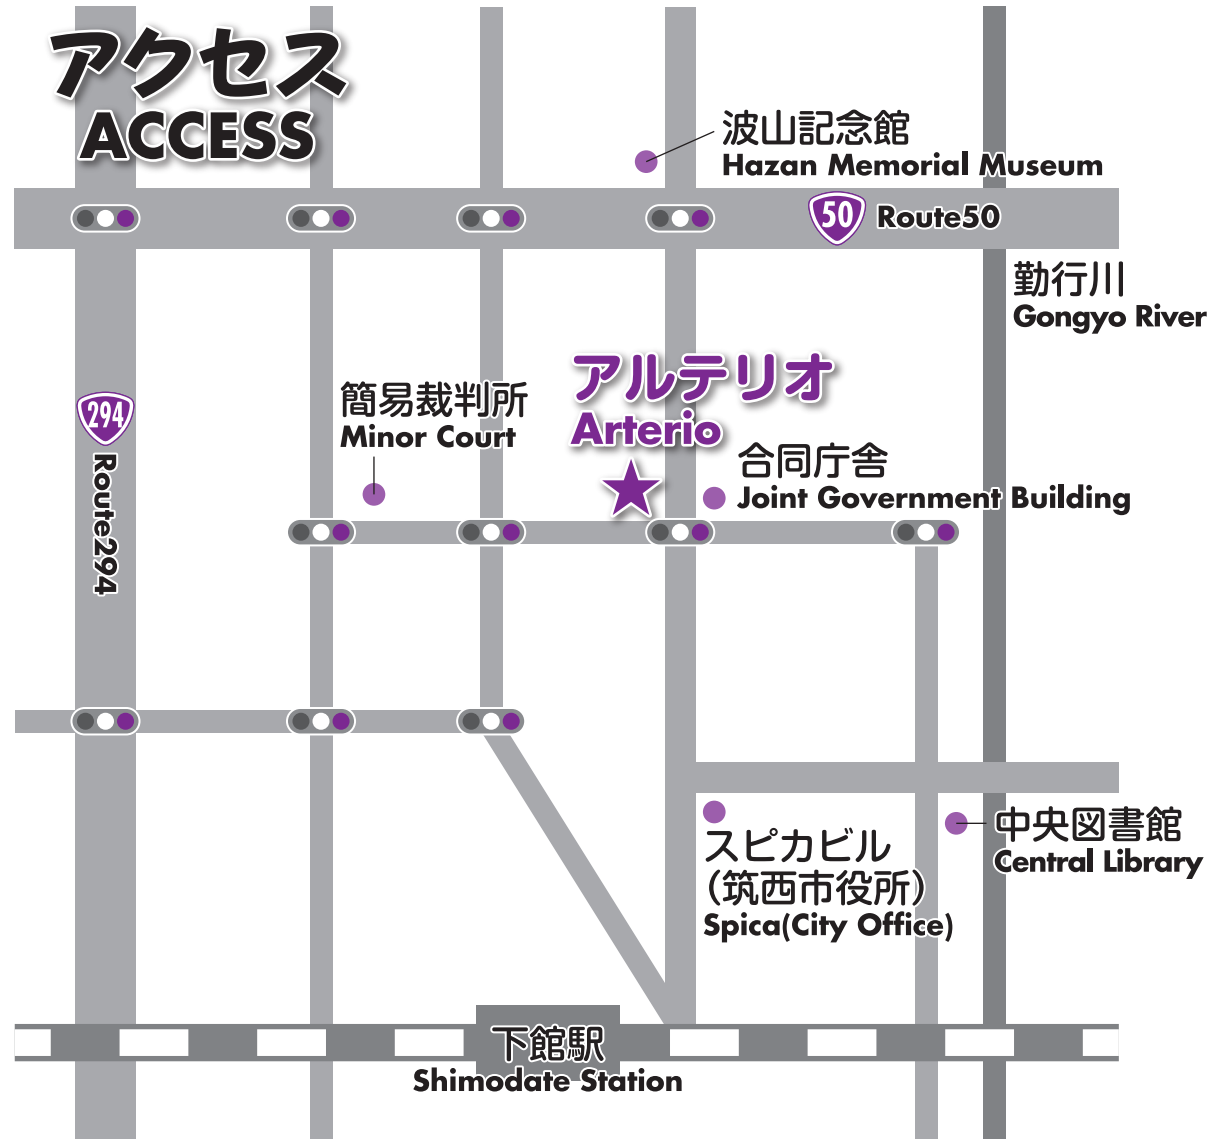 アクセス
ACCESS
波山記念館
Hazan Memorial Museum
50
Route50
勤行川
Gongyo River
アルテリオ
Arterio
簡易裁判所
Minor Court
294
Route294
合同庁舎
Joint Government Building
スピカビル
（筑西市役所）
Spica(City Office)
中央図書館
Central Library
下館駅
Shimodate Station